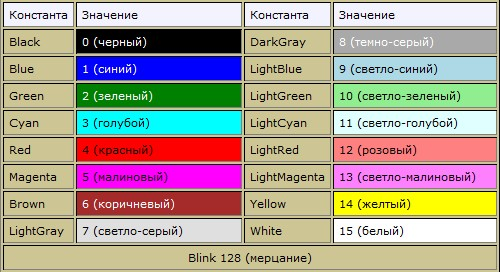 Константа Значение Константа Значение
Black 0 (черный) DarkGray 8 (темно-серый)
Blue 1 (синий) LightBlue 9 (светло-синий)
Green 2 (зеленый) LightGreen 10 (светло-зеленый)
Cyan 3 (голубой) LightCyan 11 (светло-голубой)
Red 4 (красный) LightRed 12 (розовый)
Magenta 5 (малиновый) LightMagenta 13 (светло-малиновый)
Brown 6 (коричневый) Yellow 14 (желтый)
LightGray 7 (светло-серый) White 15 (белый)
Blink 128 (мерцание)